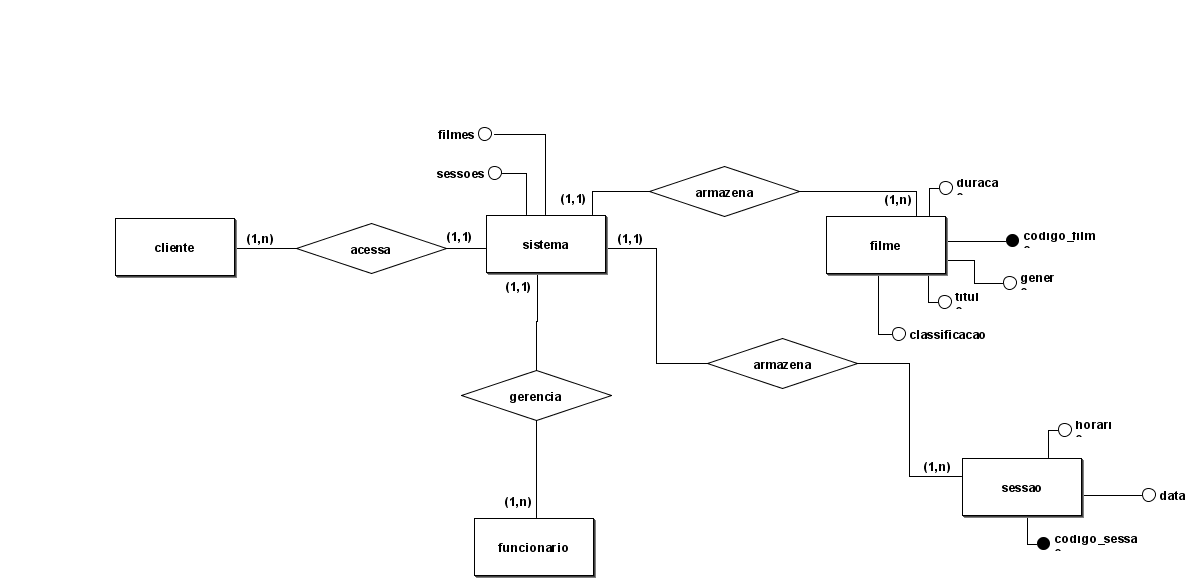 filmes
sessoes
(1,1)
armazena
(1,n)
duraca
o
cliente
(1,n)
acessa
(1,1)
sistema
(1,1)
filme
codigo_film
e
gener
o
(1,1)
titul
o
classificacao
armazena
gerencia
horari
o
(1,n)
sessao
data
(1,n)
codigo_sessa
o
funcionario